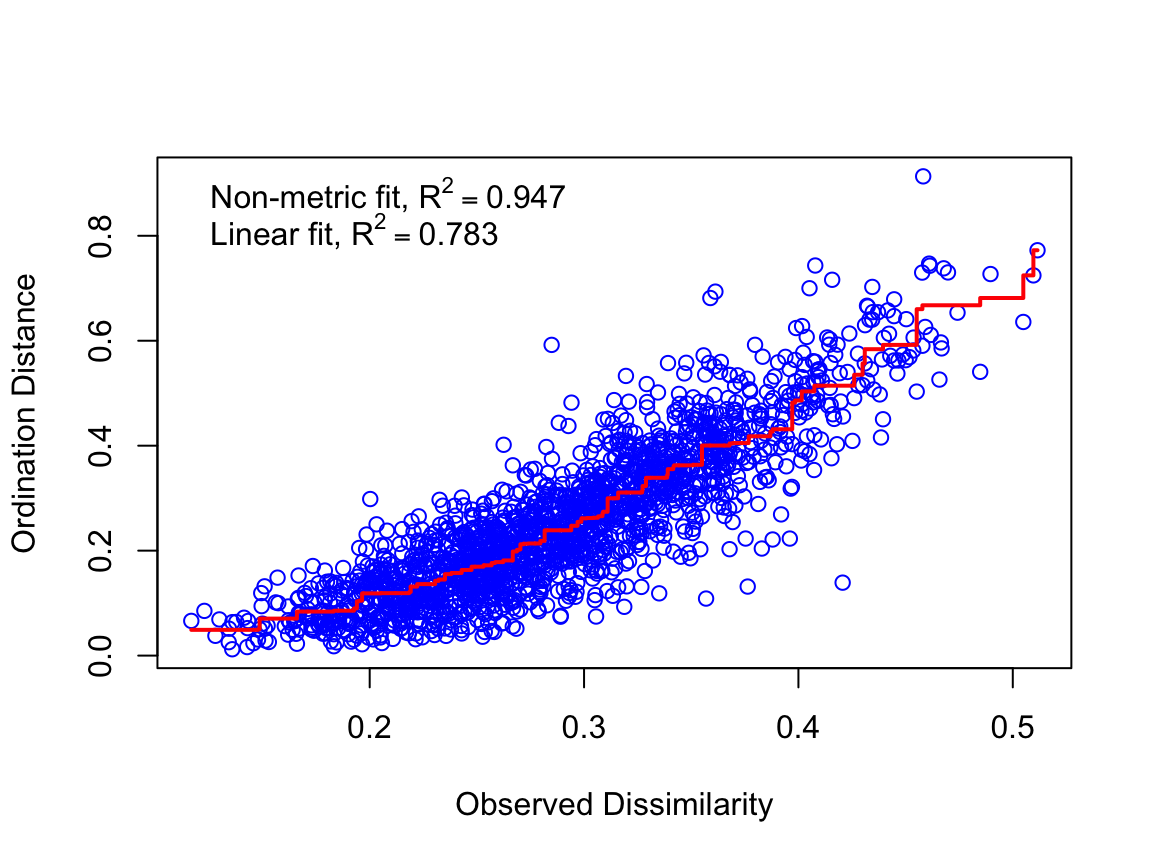 Non-metric fit, R² = 0.947
Linear fit, R² = 0.783
Ordination Distance
0.8
0.6
0.4
0.2
0.0
0.2 0.3 0.4 0.5
Observed Dissimilarity